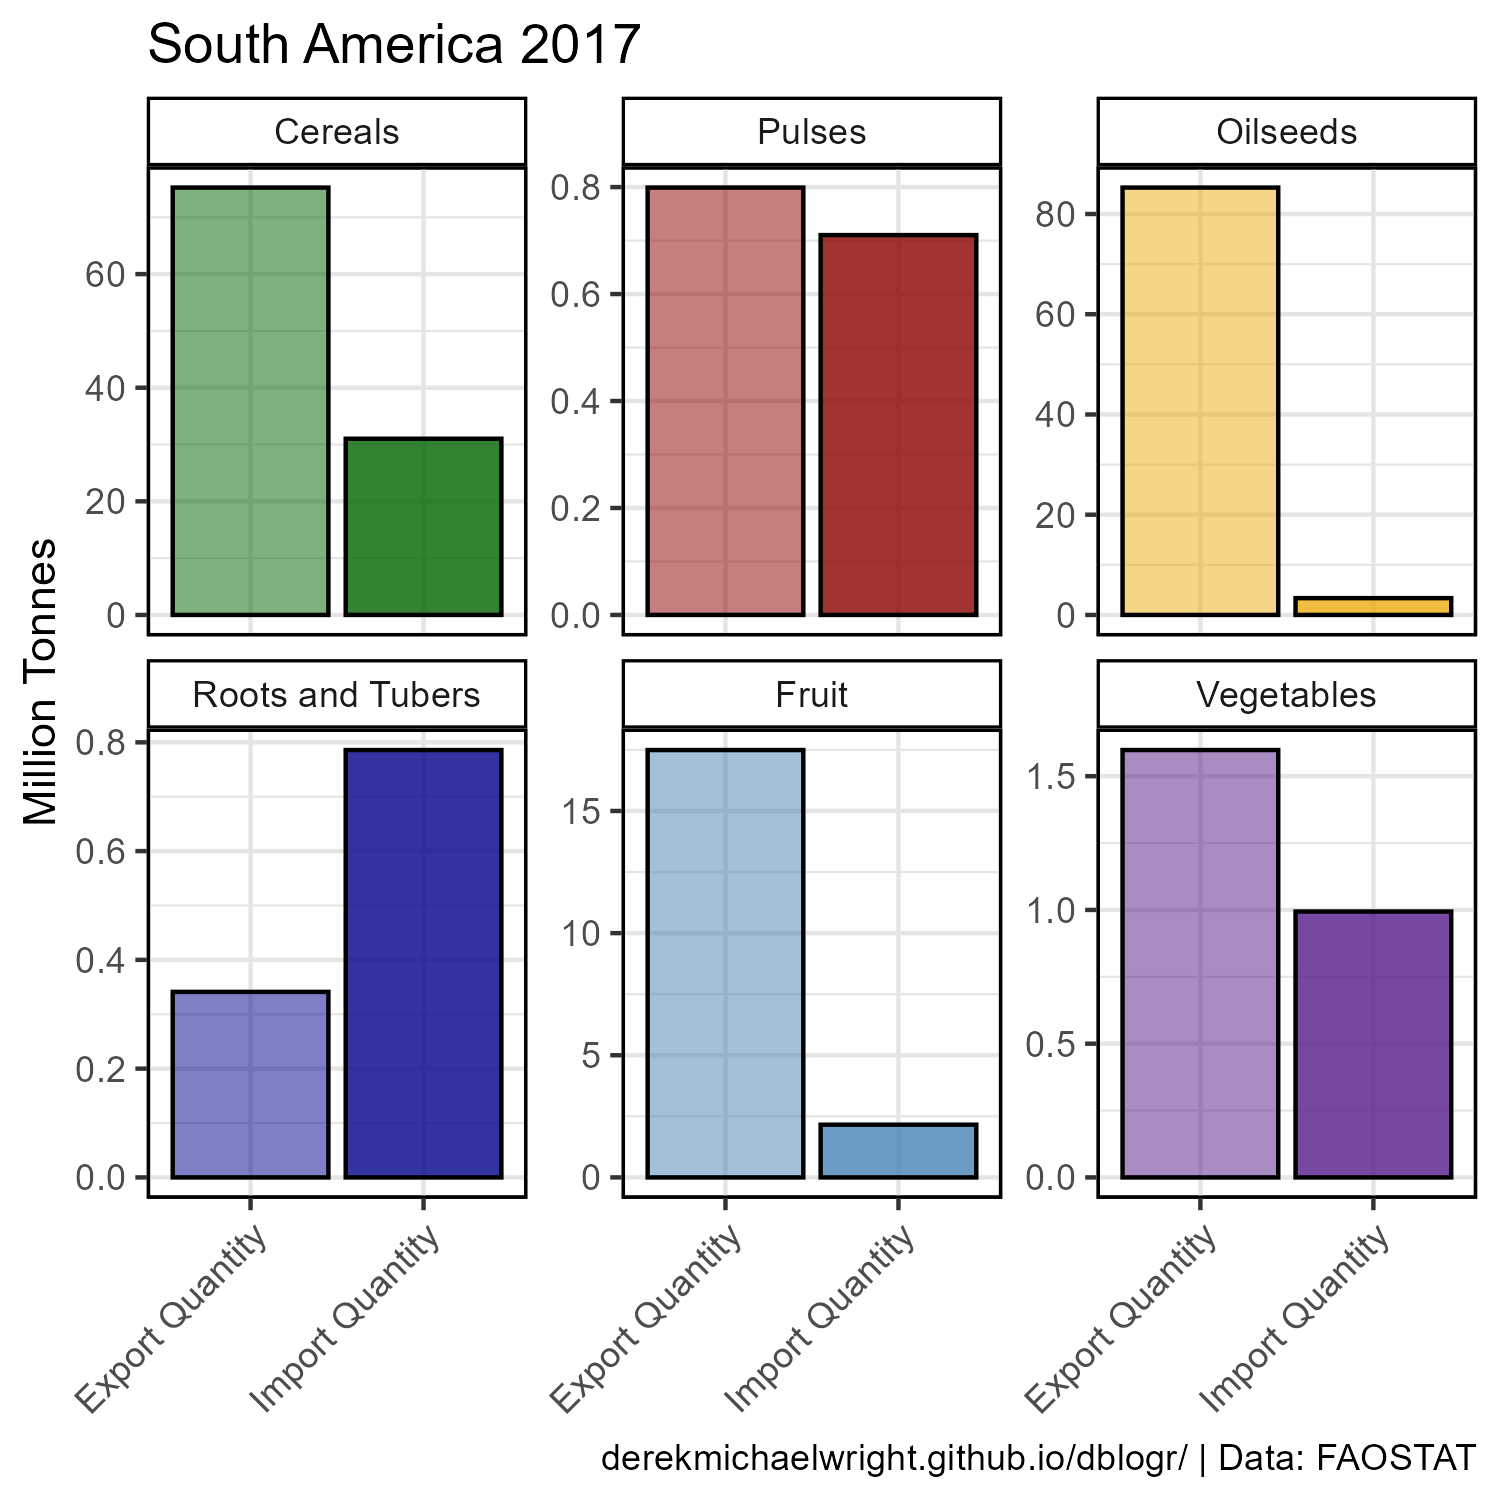 South America 2017
Cereals
Pulses
Oilseeds
60
40
20
0
0.8
0.6
0.4
0.2
0.0
80
60
40
20
0
Million Tonnes
Roots and Tubers
Fruit
Vegetables
0.8
0.6
0.4
0.2
0.0
15
10
5
0
1.5
1.0
0.5
0.0
Export Quantity
Import Quantity
Export Quantity
Import Quantity
Export Quantity
Import Quantity
derekmichaelwright.github.io/dblogr/ | Data: FAOSTAT